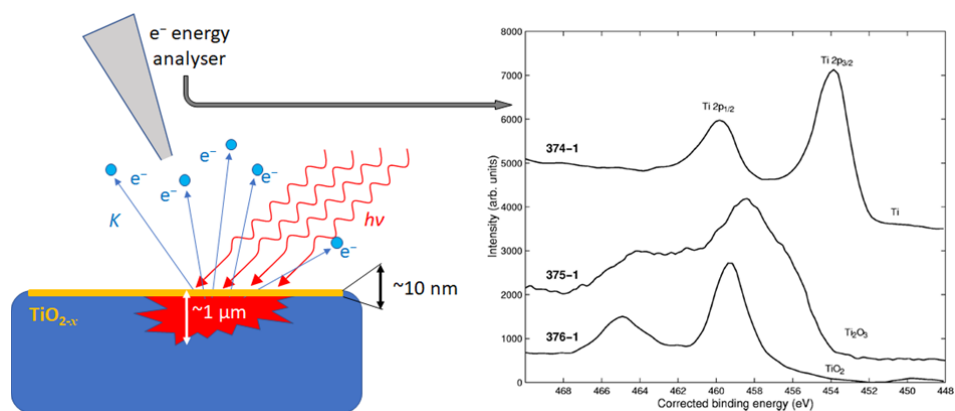 e⁻ energy
analyser
e⁻
e⁻
e⁻
e⁻
e⁻
K
hν
~10 nm
TiO₂₋ₓ
~1 µm
8000
7000
6000
5000
4000
3000
2000
1000
0
Intensity (arb. units)
Ti 2p₃/₂
Ti 2p₁/₂
374–1
Ti
375–1
Ti₂O₃
376–1
TiO₂
468 466 464 462 460 458 456 454 452 450 448
Corrected binding energy (eV)